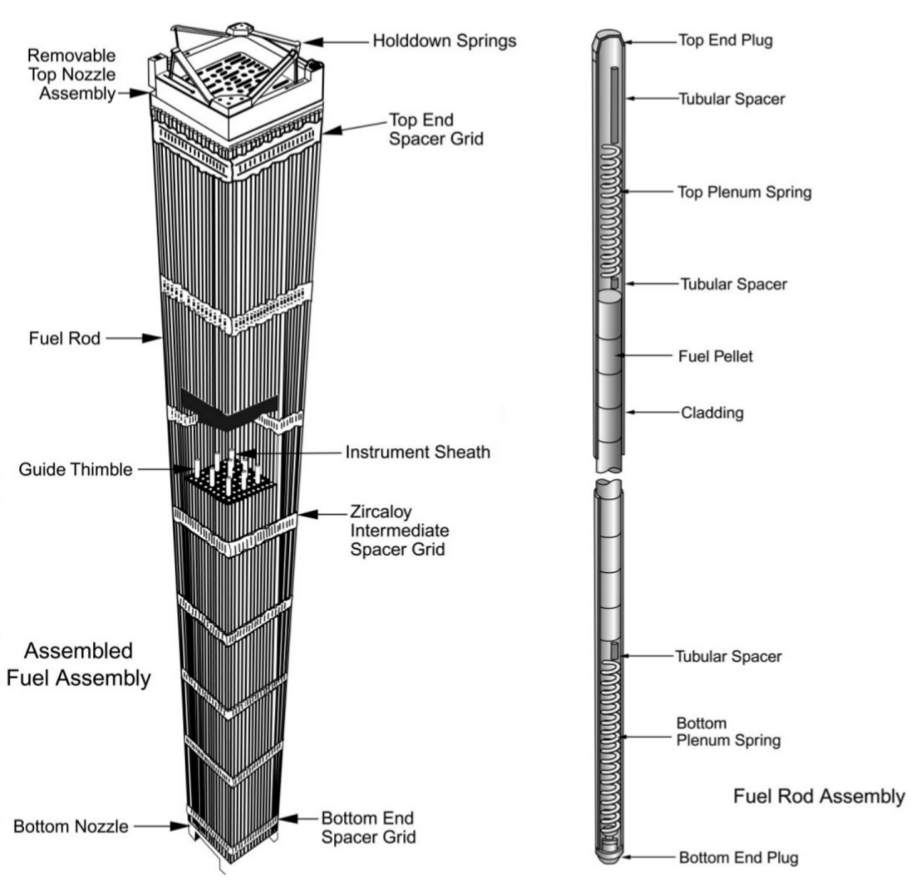 Holddown Springs
Removable
Top Nozzle
Assembly
Top End
Spacer Grid
Fuel Rod
Instrument Sheath
Guide Thimble
Zircaloy
Intermediate
Spacer Grid
Assembled
Fuel Assembly
Bottom Nozzle
Bottom End
Spacer Grid
Top End Plug
Tubular Spacer
Top Plenum Spring
Tubular Spacer
Fuel Pellet
Cladding
Tubular Spacer
Bottom
Plenum Spring
Fuel Rod Assembly
Bottom End Plug